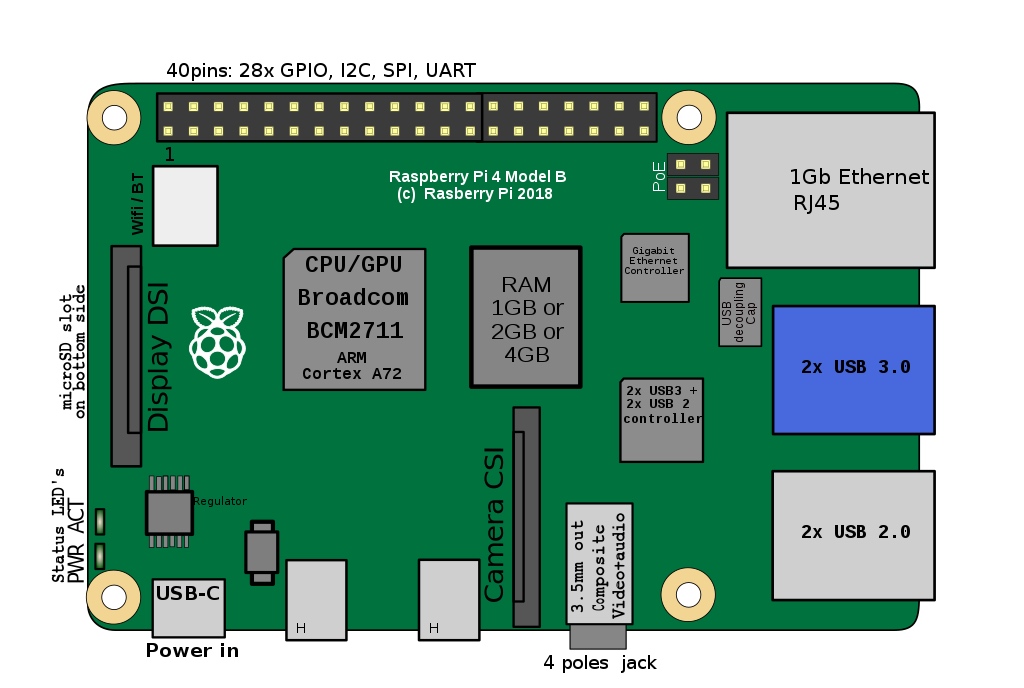 40pins: 28x GPIO, I2C, SPI, UART
1
Wifi / BT
Raspberry Pi 4 Model B
(c) Rasberry Pi 2018
PoE
1Gb Ethernet
RJ45
microSD slot
on bottom side
Display DSI
CPU/GPU
Broadcom
BCM2711
ARM
Cortex A72
RAM
1GB or
2GB or
4GB
Gigabit
Ethernet
Controller
USB
decoupling
Cap
2x USB 3.0
2x USB3 +
2x USB 2
controller
Status LED's
PWR ACT
Regulator
USB-C
Power in
H
H
Camera CSI
3.5mm out
Composite
Video+audio
4 poles jack
2x USB 2.0